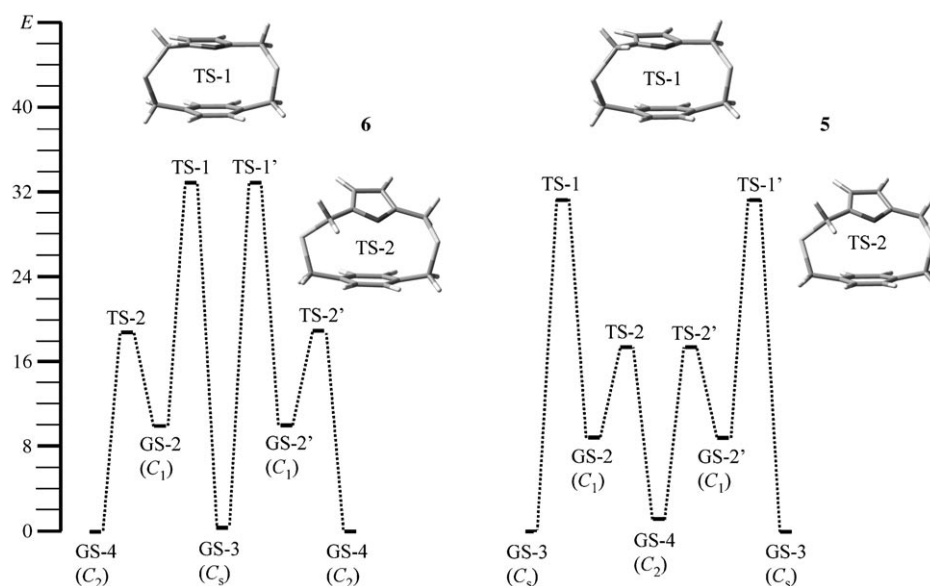 E
40
32
24
16
8
0
TS-1
6
TS-1
TS-1’
TS-2
TS-2
TS-2’
GS-2
(C1)
GS-2’
(C1)
GS-4
(C2)
GS-3
(Cs)
GS-4
(C2)
TS-1
5
TS-1
TS-1’
TS-2
TS-2
TS-2’
GS-2
(C1)
GS-2’
(C1)
GS-3
(Cs)
GS-4
(C2)
GS-3
(Cs)